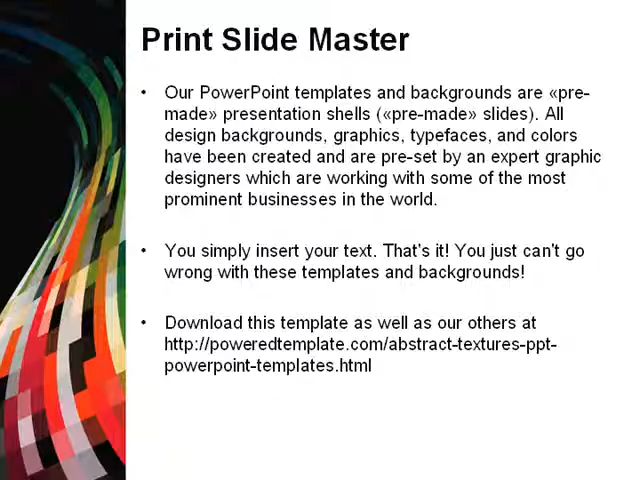 Print Slide Master
• Our PowerPoint templates and backgrounds are «pre-
made» presentation shells («pre-made» slides). All
design backgrounds, graphics, typefaces, and colors
have been created and are pre-set by an expert graphic
designers which are working with some of the most
prominent businesses in the world.
• You simply insert your text. That's it! You just can't go
wrong with these templates and backgrounds!
• Download this template as well as our others at
http://poweredtemplate.com/abstract-textures-ppt-
powerpoint-templates.html